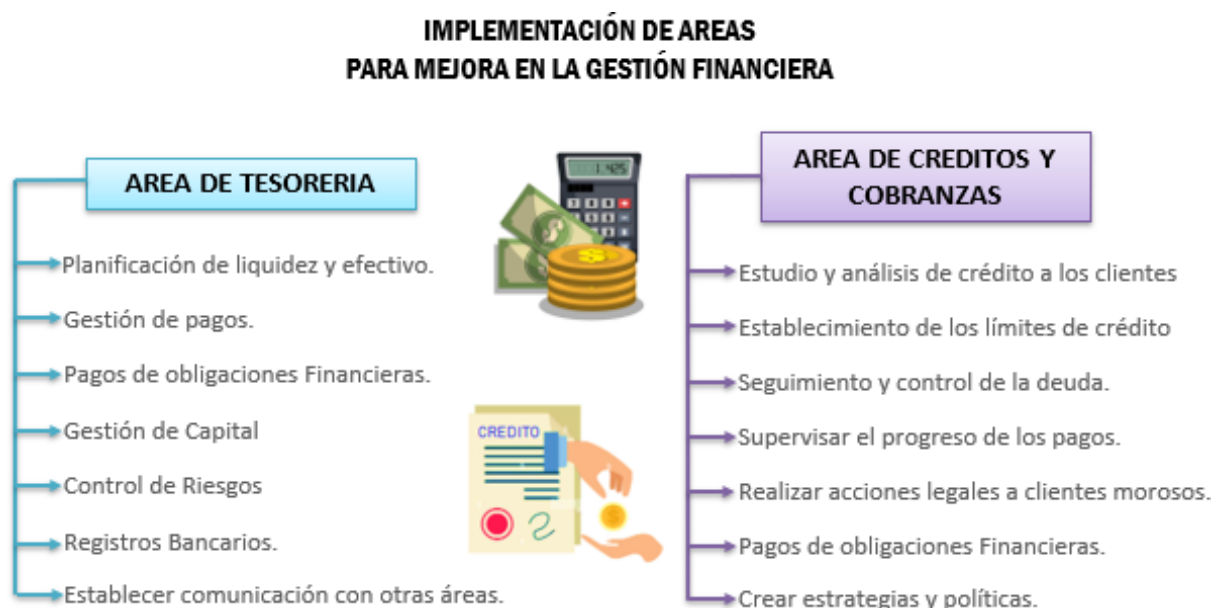 IMPLEMENTACIÓN DE AREAS
PARA MEJORA EN LA GESTIÓN FINANCIERA
AREA DE TESORERIA
Planificación de liquidez y efectivo.
Gestión de pagos.
Pagos de obligaciones Financieras.
Gestión de Capital
Control de Riesgos
Registros Bancarios.
Establecer comunicación con otras áreas.
1.425
CREDITO
AREA DE CREDITOS Y
COBRANZAS
Estudio y análisis de crédito a los clientes
Establecimiento de los límites de crédito
Seguimiento y control de la deuda.
Supervisar el progreso de los pagos.
Realizar acciones legales a clientes morosos.
Pagos de obligaciones Financieras.
Crear estrategias y políticas.